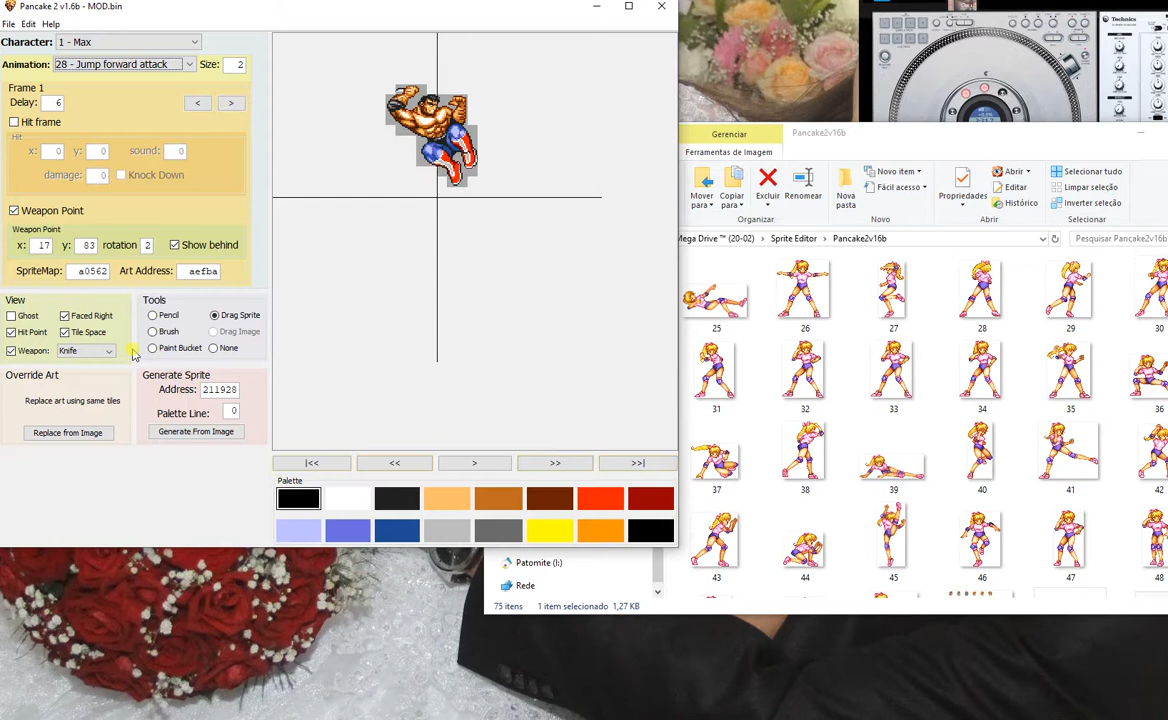 Pancake 2 v1.6b - MOD.bin
File Edit Help
Character: 1 - Max
Animation: 28 - Jump forward attack Size: 2
Frame 1
Delay: 6 < >
Hit frame
Hit
x: 0 y: 0 sound: 0
damage: 0 Knock Down
Weapon Point
Weapon Point
x: 17 y: 83 rotation 2 Show behind
SpriteMap: a0562 Art Address: aefba
View
Ghost Faced Right
Hit Point Tile Space
Weapon: Knife
Tools
Pencil Drag Sprite
Brush Drag Image
Paint Bucket None
Override Art
Replace art using same tiles
Replace from Image
Generate Sprite
Address: 211928
Palette Line: 0
Generate From Image
|<< << > >> >>|
Palette
Technics
Gerenciar Pancake2v16b
Ferramentas de Imagem
Mover para Copiar para Excluir Renomear
Organizar
Nova pasta
Novo item
Fácil acesso
Novo
Propriedades
Abrir
Editar
Histórico
Abrir
Selecionar tudo
Limpar seleção
Inverter seleção
Selecionar
Mega Drive ™ (20-02) > Sprite Editor > Pancake2v16b
Pesquisar Pancake2v16b
25 26 27 28 29 30
31 32 33 34 35 36
37 38 39 40 41 42
43 44 45 46 47 48
Patomite (I:)
Rede
75 itens 1 item selecionado 1,27 KB